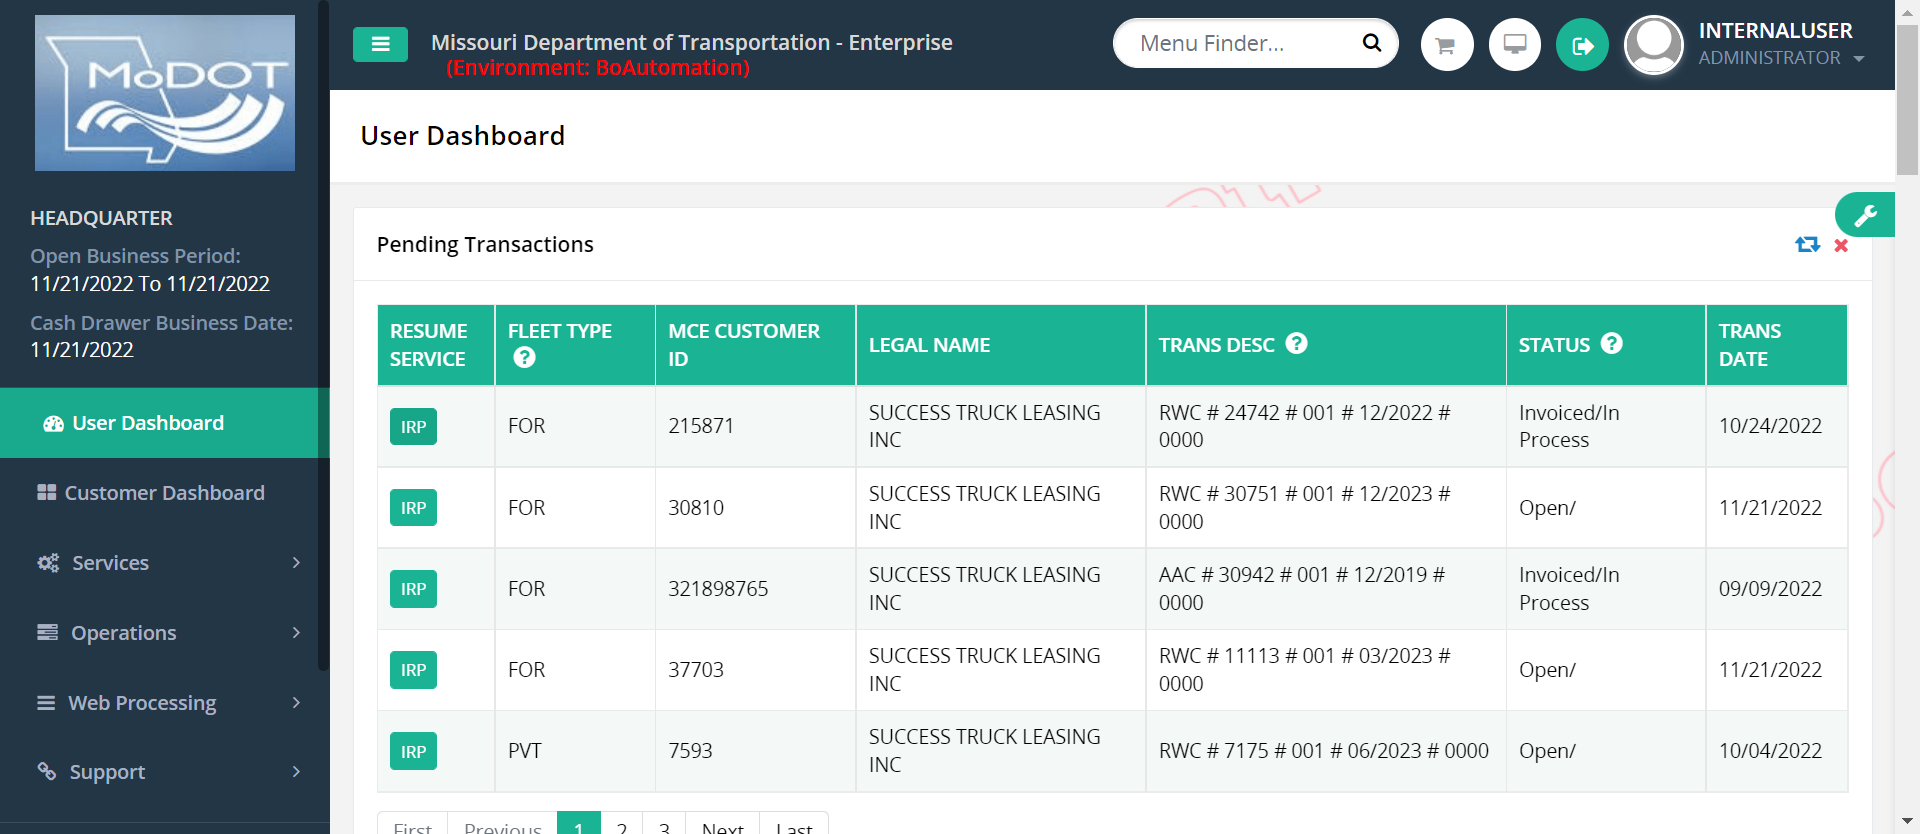 MoDOT
Missouri Department of Transportation - Enterprise
(Environment: BoAutomation)
Menu Finder...
INTERNALUSER
ADMINISTRATOR
HEADQUARTER
Open Business Period:
11/21/2022 To 11/21/2022
Cash Drawer Business Date:
11/21/2022
User Dashboard
Customer Dashboard
Services
Operations
Web Processing
Support
User Dashboard
Pending Transactions
RESUME SERVICE FLEET TYPE ? MCE CUSTOMER ID LEGAL NAME TRANS DESC ? STATUS ? TRANS DATE
IRP FOR 215871 SUCCESS TRUCK LEASING INC RWC # 24742 # 001 # 12/2022 # 0000 Invoiced/In Process 10/24/2022
IRP FOR 30810 SUCCESS TRUCK LEASING INC RWC # 30751 # 001 # 12/2023 # 0000 Open/ 11/21/2022
IRP FOR 321898765 SUCCESS TRUCK LEASING INC AAC # 30942 # 001 # 12/2019 # 0000 Invoiced/In Process 09/09/2022
IRP FOR 37703 SUCCESS TRUCK LEASING INC RWC # 11113 # 001 # 03/2023 # 0000 Open/ 11/21/2022
IRP PVT 7593 SUCCESS TRUCK LEASING INC RWC # 7175 # 001 # 06/2023 # 0000 Open/ 10/04/2022
First Previous 1 2 3 Next Last